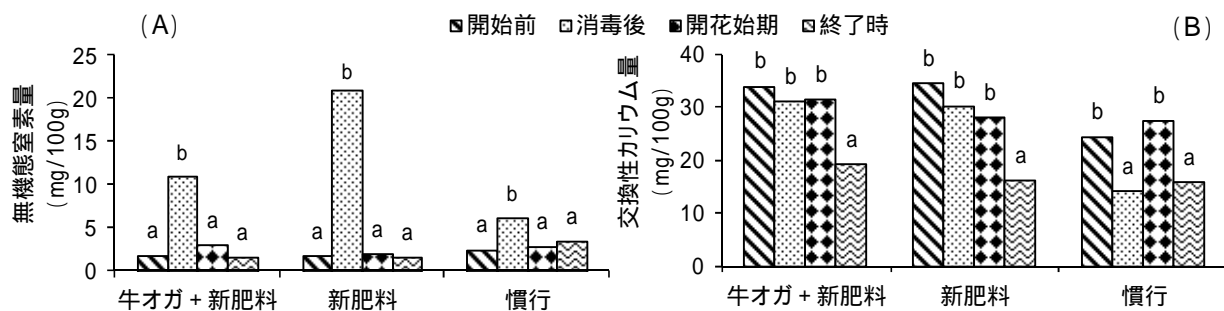 (A)
開始前 消毒後 開花始期 終了時
(B)
無機態窒素量
(mg/100g)
25
20
15
10
5
0
a b a a
a b a a
a b a a
牛オガ + 新肥料 新肥料 慣行
交換性カリウム量
(mg/100g)
40
30
20
10
0
b b b a
b b b a
b a b a
牛オガ + 新肥料 新肥料 慣行